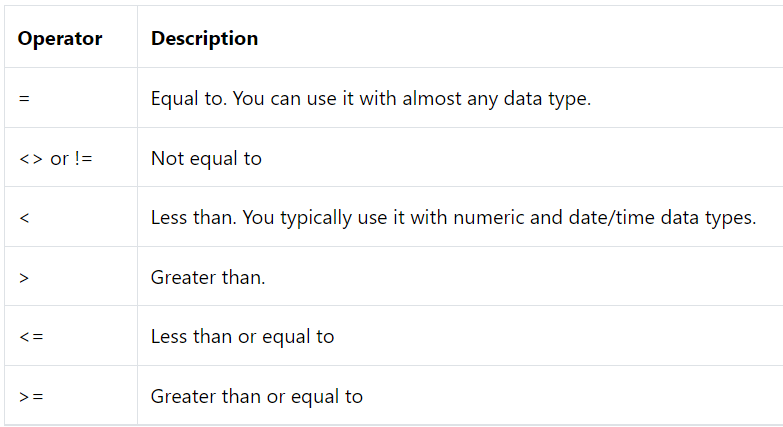 Operator Description
= Equal to. You can use it with almost any data type.
<> or != Not equal to
< Less than. You typically use it with numeric and date/time data types.
> Greater than.
<= Less than or equal to
>= Greater than or equal to